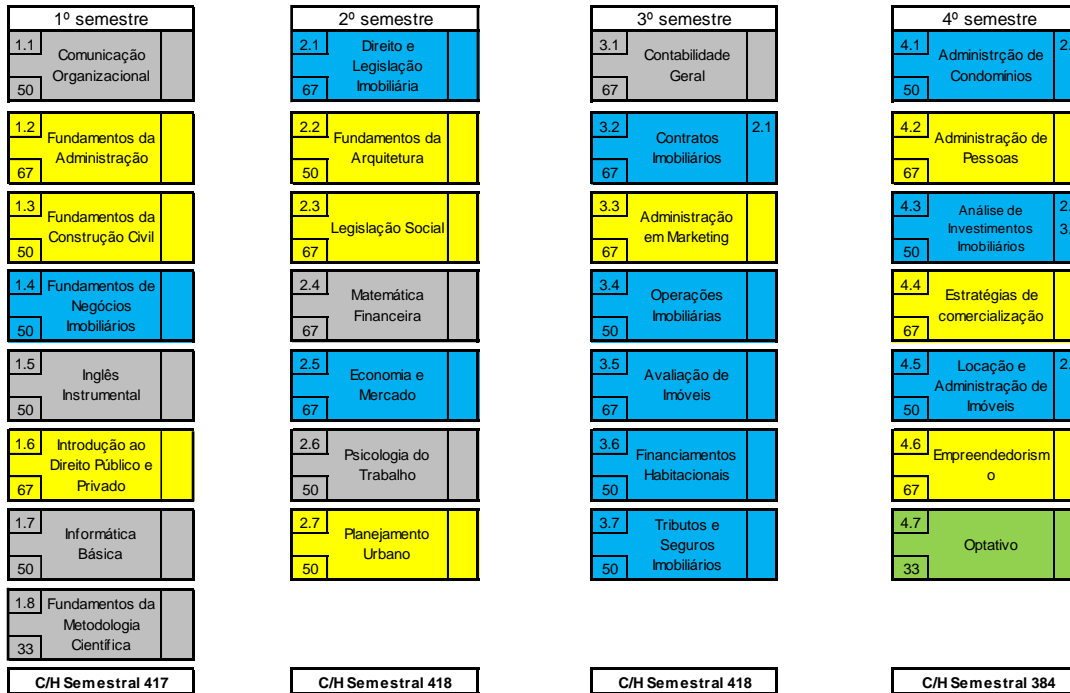 1º semestre
1.1
Comunicação
Organizacional
50
1.2
Fundamentos da
Administração
67
1.3
Fundamentos da
Construção Civil
50
1.4
Fundamentos de
Negócios
Imobiliários
50
1.5
Inglês
Instrumental
50
1.6
Introdução ao
Direito Público e
Privado
67
1.7
Informática
Básica
50
1.8
Fundamentos da
Metodologia
Científica
33
C/H Semestral 417
2º semestre
2.1
Direito e
Legislação
Imobiliária
67
2.2
Fundamentos da
Arquitetura
50
2.3
Legislação Social
67
2.4
Matemática
Financeira
67
2.5
Economia e
Mercado
67
2.6
Psicologia do
Trabalho
50
2.7
Planejamento
Urbano
50
C/H Semestral 418
3º semestre
3.1
Contabilidade
Geral
67
3.2
Contratos
Imobiliários
2.1
67
3.3
Administração
em Marketing
67
3.4
Operações
Imobiliárias
50
3.5
Avaliação de
Imóveis
67
3.6
Financiamentos
Habitacionais
50
3.7
Tributos e
Seguros
Imobiliários
50
C/H Semestral 418
4º semestre
4.1
Administrção de
Condomínios
50
4.2
Administração de
Pessoas
67
4.3
Análise de
Investimentos
Imobiliários
50
4.4
Estratégias de
comercialização
67
4.5
Locação e
Administração de
Imóveis
50
4.6
Empreendedorism
o
67
4.7
Optativo
33
C/H Semestral 384